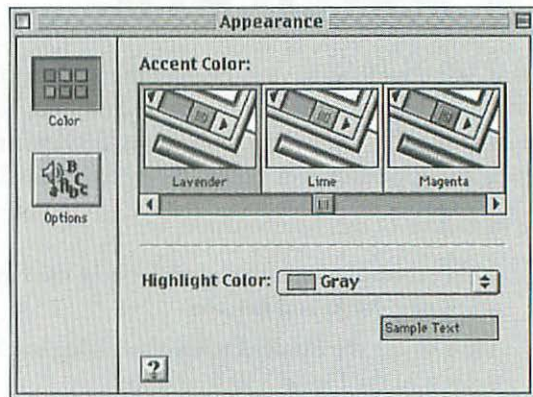 Appearance
Color
Options
Accent Color:
Lavender
Lime
Magenta
Highlight Color:
Gray
Sample Text
?